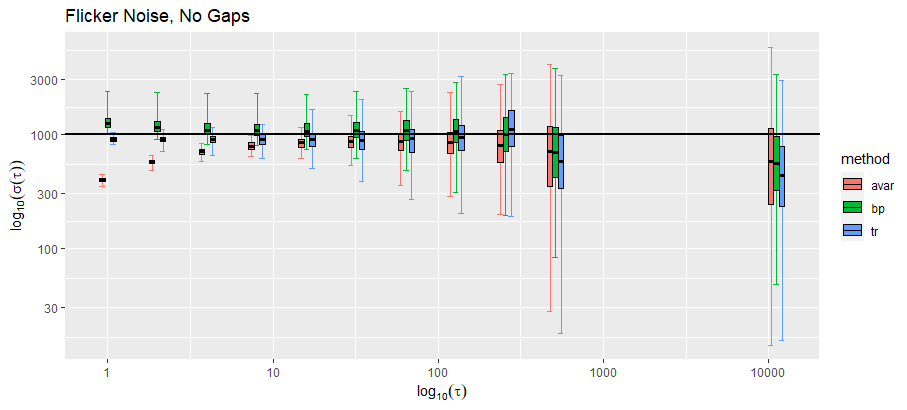 Flicker Noise, No Gaps
log10(σ(τ))
3000
1000
300
100
30
1
10
100
1000
10000
log10(τ)
method
avar
bp
tr